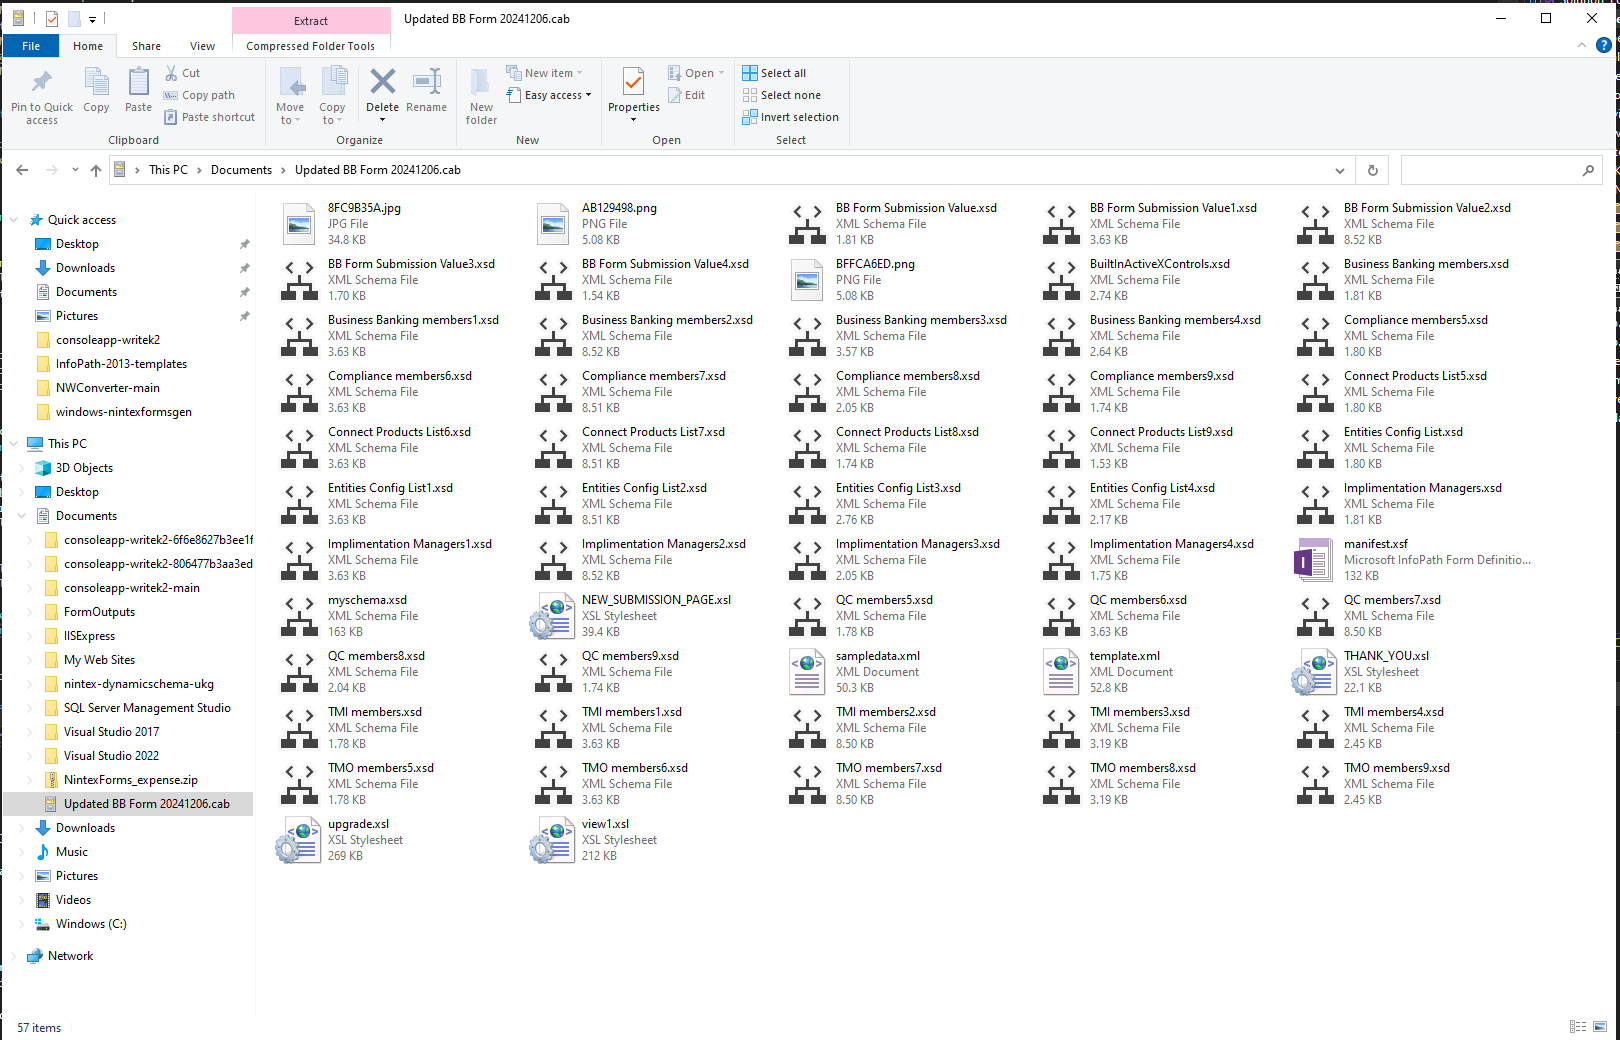 Extract
Updated BB Form 20241206.cab
File
Home
Share
View
Compressed Folder Tools
Pin to Quick access
Copy
Paste
Cut
Copy path
Paste shortcut
Clipboard
Move to
Copy to
Delete
Rename
Organize
New folder
New item
Easy access
New
Properties
Open
Edit
Open
Select all
Select none
Invert selection
Select
This PC
Documents
Updated BB Form 20241206.cab
Quick access
Desktop
Downloads
Documents
Pictures
consoleapp-writek2
InfoPath-2013-templates
NWConverter-main
windows-nintexformsgen
This PC
3D Objects
Desktop
Documents
consoleapp-writek2-6f6e8627b3ee1f
consoleapp-writek2-806477b3aa3ed
consoleapp-writek2-main
FormOutputs
IISExpress
My Web Sites
nintex-dynamicschema-ukg
SQL Server Management Studio
Visual Studio 2017
Visual Studio 2022
NintexForms_expense.zip
Updated BB Form 20241206.cab
Downloads
Music
Pictures
Videos
Windows (C:)
Network
8FC9B35A.jpg
JPG File
34.8 KB
AB129498.png
PNG File
5.08 KB
BB Form Submission Value.xsd
XML Schema File
1.81 KB
BB Form Submission Value1.xsd
XML Schema File
3.63 KB
BB Form Submission Value2.xsd
XML Schema File
8.52 KB
BB Form Submission Value3.xsd
XML Schema File
1.70 KB
BB Form Submission Value4.xsd
XML Schema File
1.54 KB
BFFCA6ED.png
PNG File
5.08 KB
BuiltInActiveXControls.xsd
XML Schema File
2.74 KB
Business Banking members.xsd
XML Schema File
1.81 KB
Business Banking members1.xsd
XML Schema File
3.63 KB
Business Banking members2.xsd
XML Schema File
8.52 KB
Business Banking members3.xsd
XML Schema File
3.57 KB
Business Banking members4.xsd
XML Schema File
2.64 KB
Compliance members5.xsd
XML Schema File
1.80 KB
Compliance members6.xsd
XML Schema File
3.63 KB
Compliance members7.xsd
XML Schema File
8.51 KB
Compliance members8.xsd
XML Schema File
2.05 KB
Compliance members9.xsd
XML Schema File
1.74 KB
Connect Products List5.xsd
XML Schema File
1.80 KB
Connect Products List6.xsd
XML Schema File
3.63 KB
Connect Products List7.xsd
XML Schema File
8.51 KB
Connect Products List8.xsd
XML Schema File
1.74 KB
Connect Products List9.xsd
XML Schema File
1.53 KB
Entities Config List.xsd
XML Schema File
1.80 KB
Entities Config List1.xsd
XML Schema File
3.63 KB
Entities Config List2.xsd
XML Schema File
8.51 KB
Entities Config List3.xsd
XML Schema File
2.76 KB
Entities Config List4.xsd
XML Schema File
2.17 KB
Implimentation Managers.xsd
XML Schema File
1.81 KB
Implimentation Managers1.xsd
XML Schema File
3.63 KB
Implimentation Managers2.xsd
XML Schema File
8.52 KB
Implimentation Managers3.xsd
XML Schema File
2.05 KB
Implimentation Managers4.xsd
XML Schema File
1.75 KB
manifest.xsf
Microsoft InfoPath Form Definitio...
132 KB
myschema.xsd
XML Schema File
163 KB
NEW_SUBMISSION_PAGE.xsl
XSL Stylesheet
39.4 KB
QC members5.xsd
XML Schema File
1.78 KB
QC members6.xsd
XML Schema File
3.63 KB
QC members7.xsd
XML Schema File
8.50 KB
QC members8.xsd
XML Schema File
2.04 KB
QC members9.xsd
XML Schema File
1.74 KB
sampledata.xml
XML Document
50.3 KB
template.xml
XML Document
52.8 KB
THANK_YOU.xsl
XSL Stylesheet
22.1 KB
TMI members.xsd
XML Schema File
1.78 KB
TMI members1.xsd
XML Schema File
3.63 KB
TMI members2.xsd
XML Schema File
8.50 KB
TMI members3.xsd
XML Schema File
3.19 KB
TMI members4.xsd
XML Schema File
2.45 KB
TMO members5.xsd
XML Schema File
1.78 KB
TMO members6.xsd
XML Schema File
3.63 KB
TMO members7.xsd
XML Schema File
8.50 KB
TMO members8.xsd
XML Schema File
3.19 KB
TMO members9.xsd
XML Schema File
2.45 KB
upgrade.xsl
XSL Stylesheet
269 KB
view1.xsl
XSL Stylesheet
212 KB
57 items